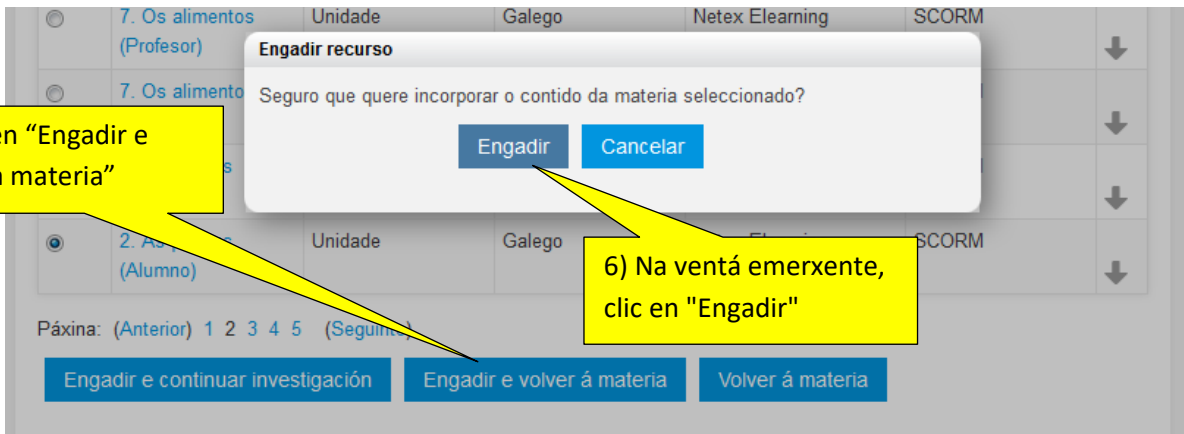 7. Os alimentos Unidade Galego Netex Elearning SCORM
(Profesor)
Engadir recurso
7. Os alimento
Seguro que quere incorporar o contido da materia seleccionado?
Engadir Cancelar
en “Engadir e
materia”
s
2. As Unidade Galego SCORM
(Alumno)
6) Na ventá emerxente,
clic en "Engadir"
Páxina: (Anterior) 1 2 3 4 5 (Seguinte)
Engadir e continuar investigación Engadir e volver á materia Volver á materia